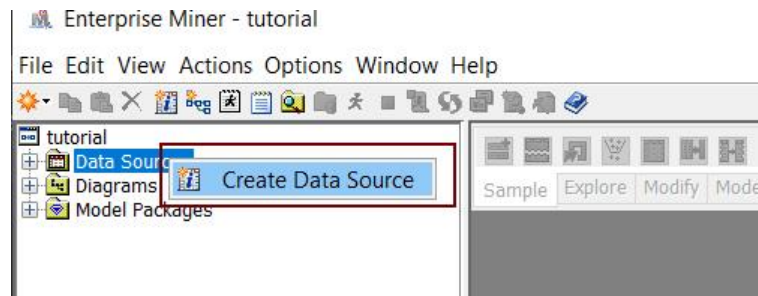 Enterprise Miner - tutorial
File Edit View Actions Options Window Help
tutorial
Data Sour
Create Data Source
Diagrams
Model Packages
Sample Explore Modify Mode